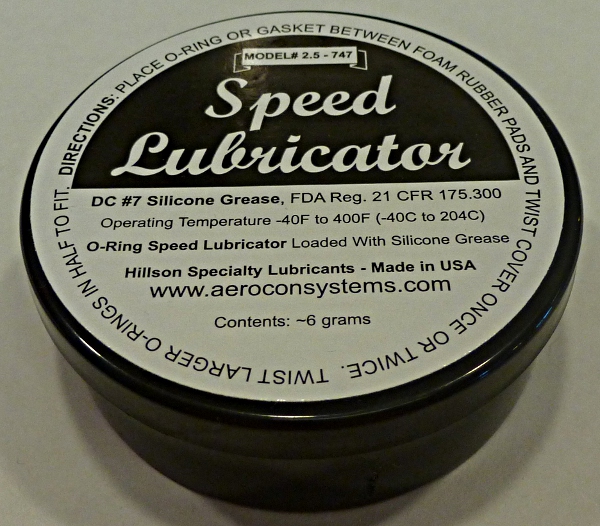 DIRECTIONS: PLACE O-RING OR GASKET BETWEEN FOAM RUBBER PADS AND TWIST COVER ONCE OR TWICE. TWIST LARGER O-RINGS IN HALF TO FIT.
MODEL# 2.5 - 747
Speed
Lubricator
DC #7 Silicone Grease, FDA Reg. 21 CFR 175.300
Operating Temperature -40F to 400F (-40C to 204C)
O-Ring Speed Lubricator Loaded With Silicone Grease
Hillson Specialty Lubricants - Made in USA
www.aeroconsystems.com
Contents: ~6 grams